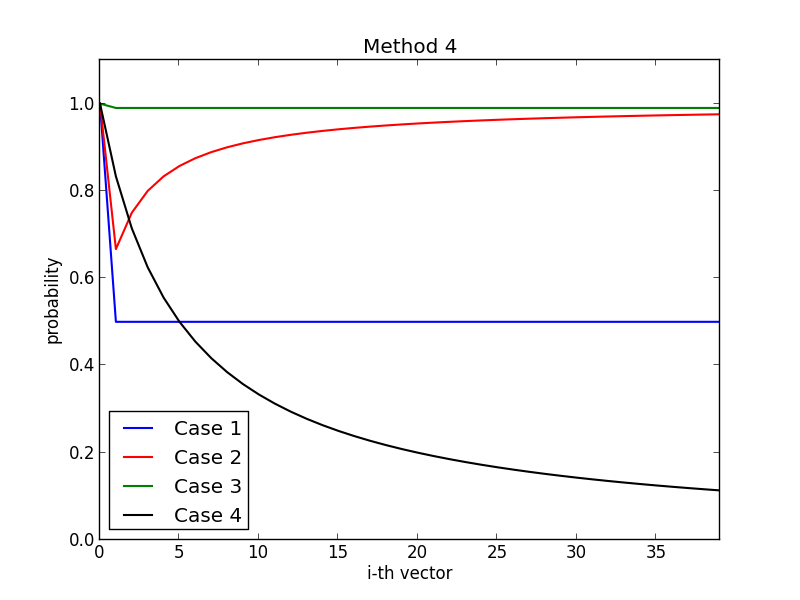 Method 4
probability
1.0
0.8
0.6
0.4
0.2
0.0
Case 1
Case 2
Case 3
Case 4
0 5 10 15 20 25 30 35
i-th vector